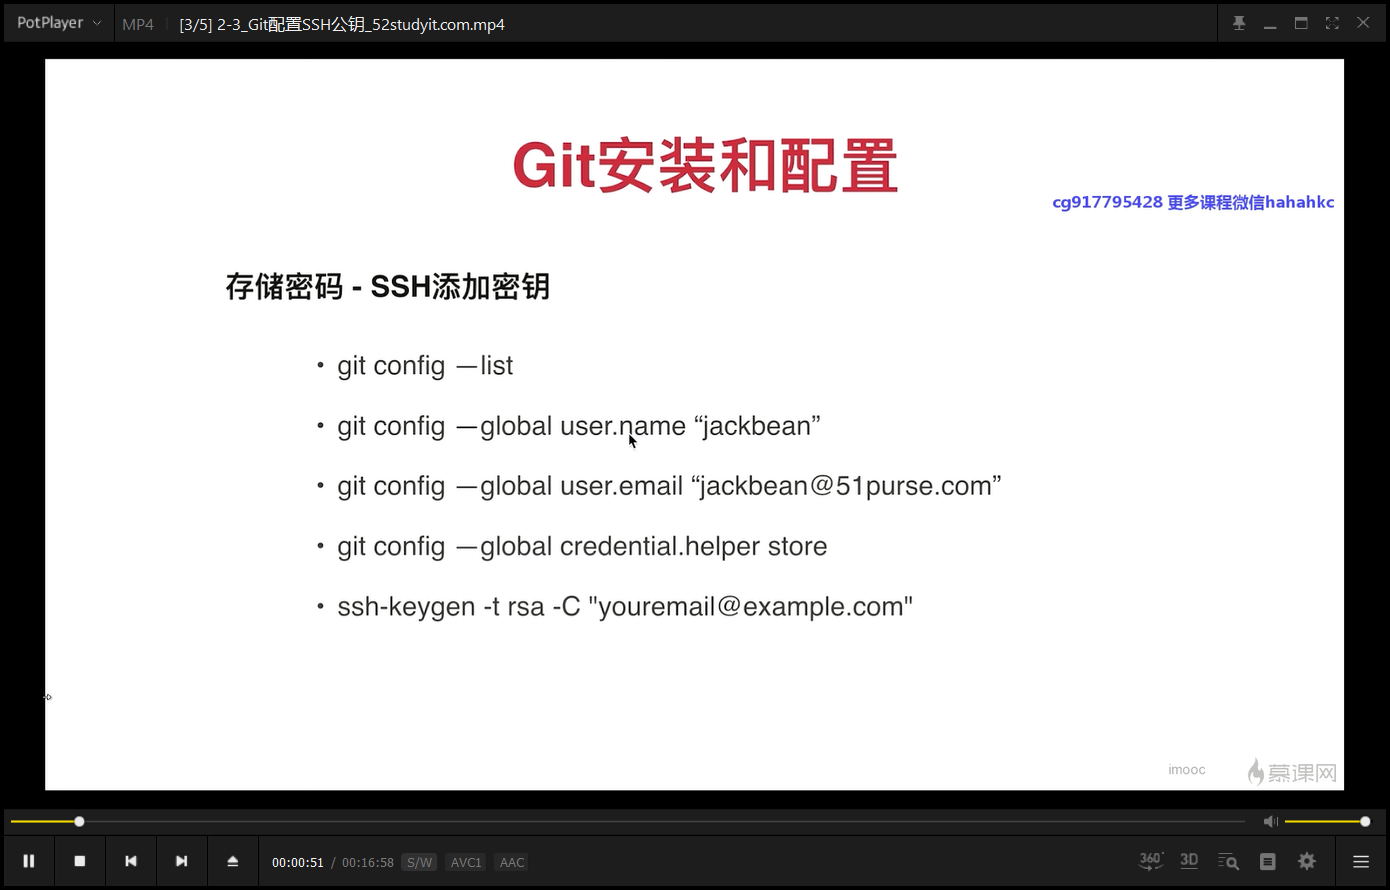 PotPlayer MP4 [3/5] 2-3_Git配置SSH公钥_52studyit.com.mp4
Git安装和配置
cg917795428 更多课程微信hahahkc
存储密码 - SSH添加密钥
• git config —list
• git config —global user.name “jackbean”
• git config —global user.email “jackbean@51purse.com”
• git config —global credential.helper store
• ssh-keygen -t rsa -C "youremail@example.com"
imooc 慕课网
00:00:51 / 00:16:58 S/W AVC1 AAC 360° 3D